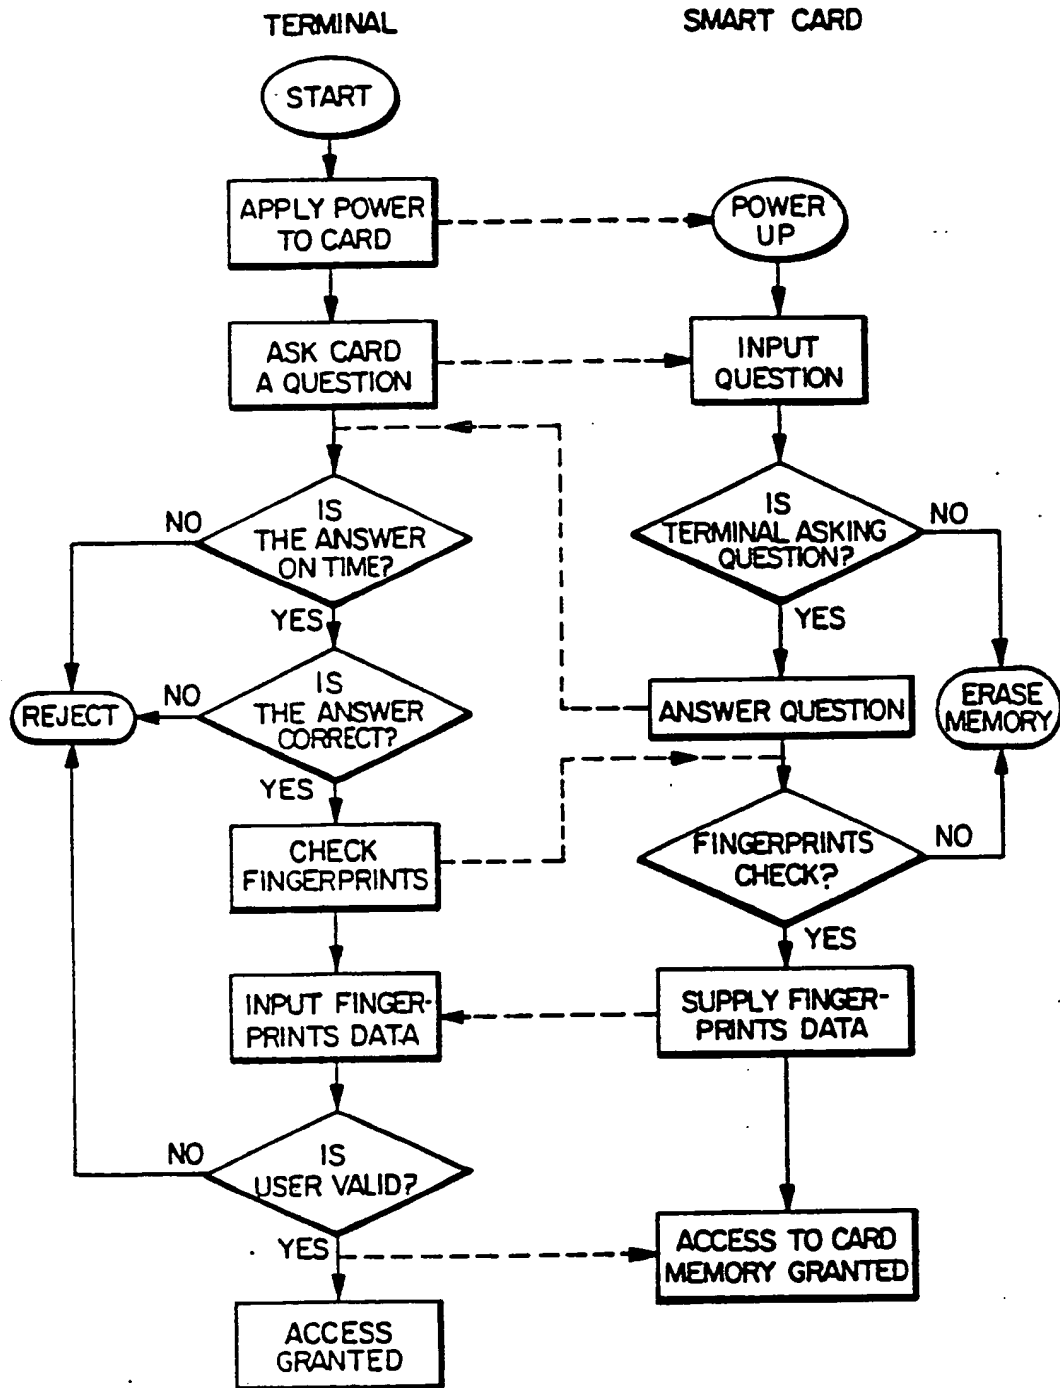 TERMINAL
SMART CARD
START
APPLY POWER
TO CARD
POWER
UP
ASK CARD
A QUESTION
INPUT
QUESTION
IS
THE ANSWER
ON TIME?
NO
YES
IS
TERMINAL ASKING
QUESTION?
NO
YES
REJECT
NO
IS
THE ANSWER
CORRECT?
YES
ANSWER QUESTION
ERASE
MEMORY
CHECK
FINGERPRINTS
FINGERPRINTS
CHECK?
NO
YES
INPUT FINGER-
PRINTS DATA
SUPPLY FINGER-
PRINTS DATA
NO
IS
USER VALID?
YES
ACCESS TO CARD
MEMORY GRANTED
ACCESS
GRANTED